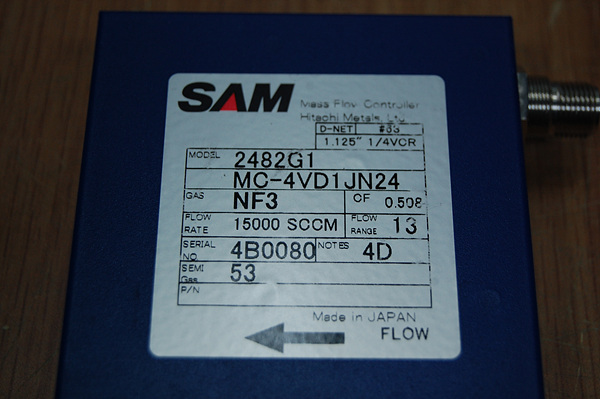 SAM Mass Flow Controller
Hitachi Metals, Ltd.
D-NET #33
1.125" 1/4VCR
MODEL 2482G1
MC-4VD1JN24
GAS NF3 CF 0.508
FLOW RATE 15000 SCCM FLOW RANGE 13
SERIAL NO. 4B0080 NOTES 4D
SEMI Gas 53
P/N
Made in JAPAN
FLOW